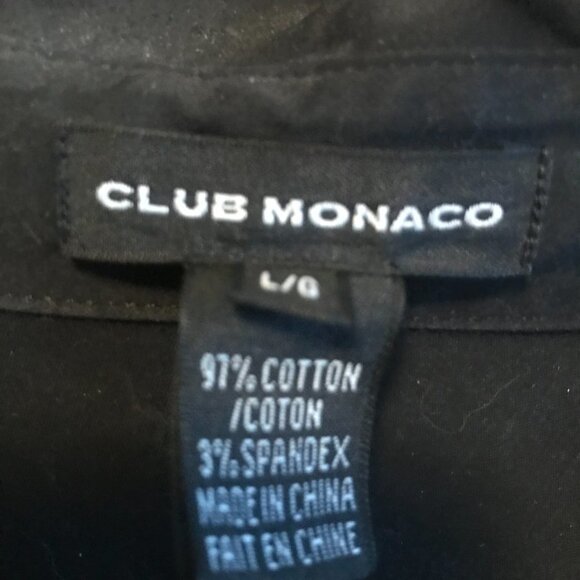 CLUB MONACO
L/G
97% COTTON
/COTON
3% SPANDEX
MADE IN CHINA
FAIT EN CHINE